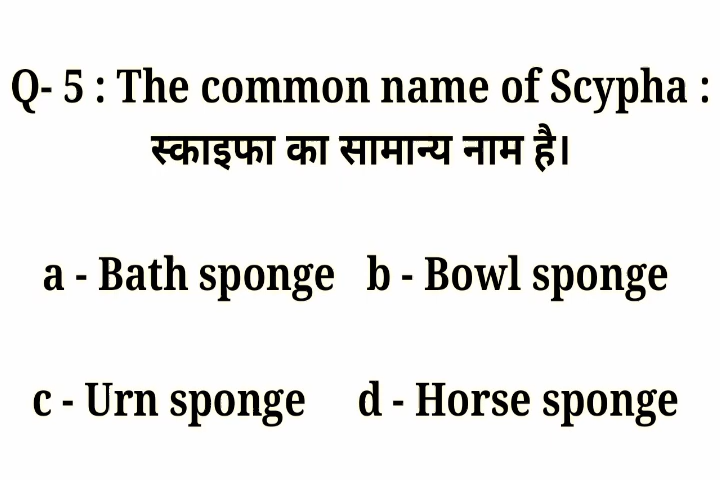 Q- 5 : The common name of Scypha :
स्काइफा का सामान्य नाम है।
a - Bath sponge b - Bowl sponge
c - Urn sponge d - Horse sponge